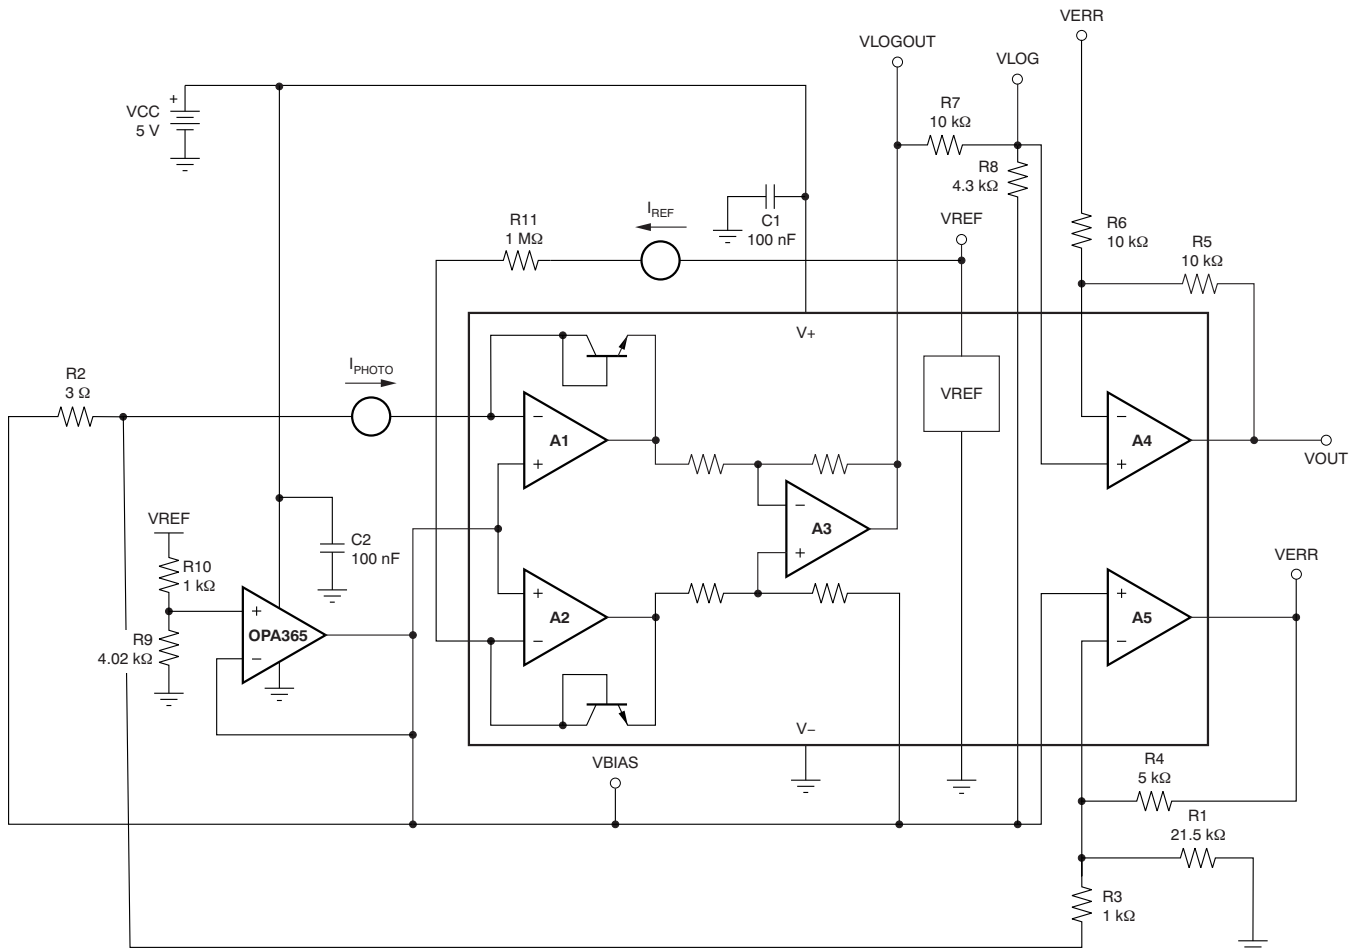 VERR
VLOGOUT
VLOG
VCC
5 V
+
R7
10 kΩ
R8
4.3 kΩ
C1
100 nF
I_REF
VREF
R11
1 MΩ
R6
10 kΩ
R5
10 kΩ
V+
R2
3 Ω
I_PHOTO
VREF
−
A1
+
−
A4
+
VOUT
VREF
R10
1 kΩ
C2
100 nF
−
A3
+
R9
4.02 kΩ
+
OPA365
−
+
A2
−
VERR
+
A5
−
V−
VBIAS
R4
5 kΩ
R1
21.5 kΩ
R3
1 kΩ